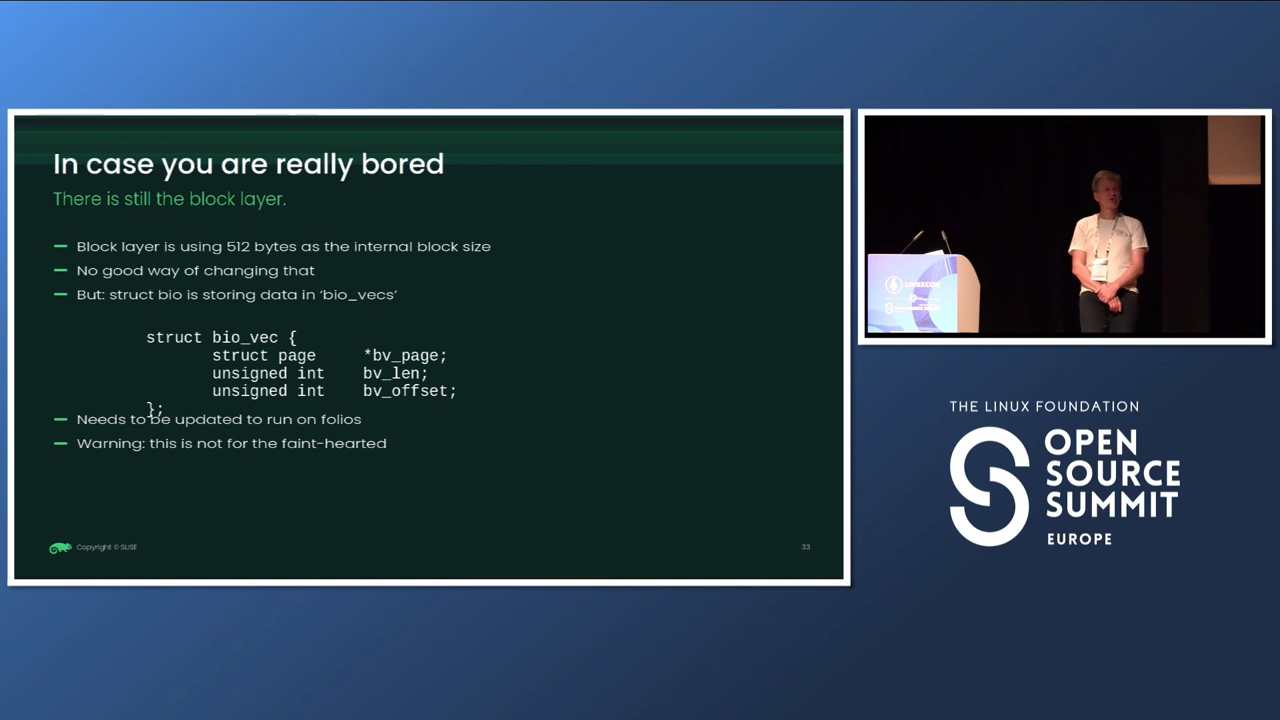 In case you are really bored
There is still the block layer.
Block layer is using 512 bytes as the internal block size
No good way of changing that
But: struct bio is storing data in ‘bio_vecs’
struct bio_vec {
struct page *bv_page;
unsigned int bv_len;
unsigned int bv_offset;
};
Needs to be updated to run on folios
Warning: this is not for the faint-hearted
Copyright © SUSE
33
LINUXCON
THE LINUX FOUNDATION
OPEN
SOURCE
SUMMIT
EUROPE